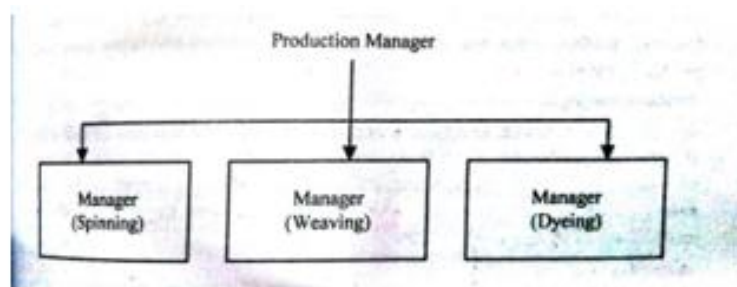 Production Manager
Manager
(Spinning)
Manager
(Weaving)
Manager
(Dyeing)